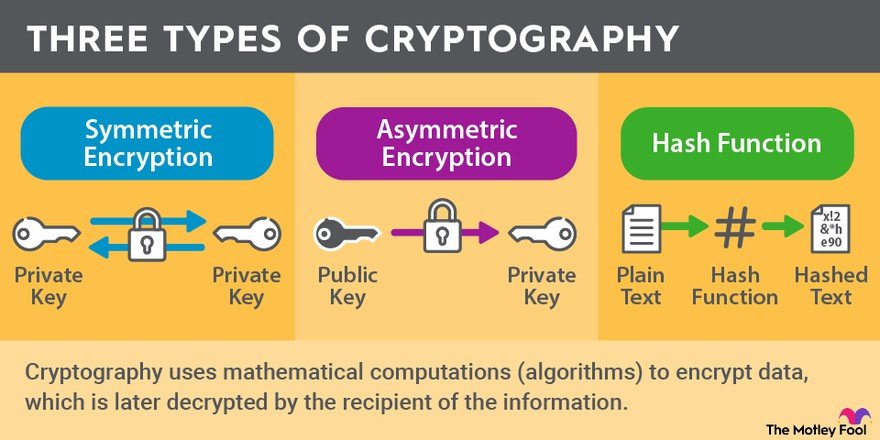 THREE TYPES OF CRYPTOGRAPHY
Symmetric
Encryption
Private
Key
Private
Key
Asymmetric
Encryption
Public
Key
Private
Key
Hash Function
#
x!2
&*h
e90
Plain
Text
Hash
Function
Hashed
Text
Cryptography uses mathematical computations (algorithms) to encrypt data,
which is later decrypted by the recipient of the information.
The Motley Fool